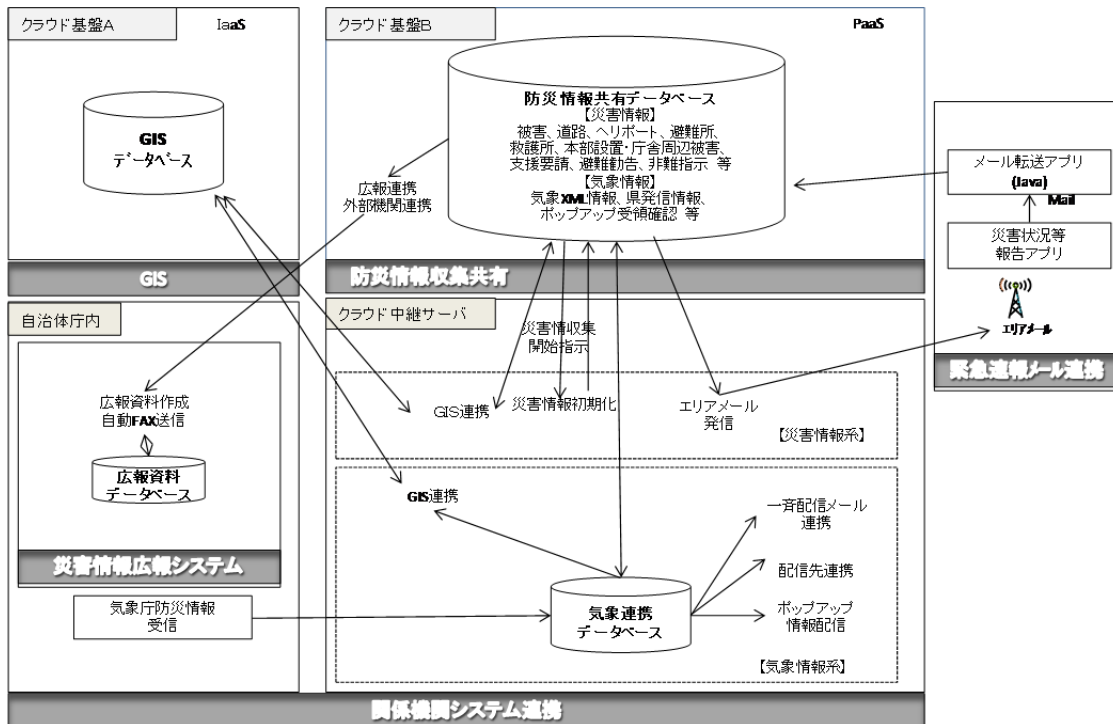 クラウド基盤A
IaaS
GIS
データベース
GIS
クラウド基盤B
PaaS
防災情報共有データベース
【災害情報】
被害、道路、ヘリポート、避難所、
救護所、本部設置・庁舎周辺被害、
支援要請、避難勧告、非難指示 等
【気象情報】
気象XML情報、県発信情報、
ポップアップ受領確認 等
広報連携
外部機関連携
防災情報収集共有
メール転送アプリ
(Java)
Mail
災害状況等
報告アプリ
エリアメール
緊急速報メール連携
自治体庁内
広報資料作成
自動FAX送信
広報資料
データベース
災害情報広報システム
気象庁防災情報
受信
クラウド中継サーバ
災害情収集
開始指示
GIS連携
災害情報初期化
エリアメール
発信
【災害情報系】
GIS連携
一斉配信メール
連携
配信先連携
ポップアップ
情報配信
気象連携
データベース
【気象情報系】
関係機関システム連携